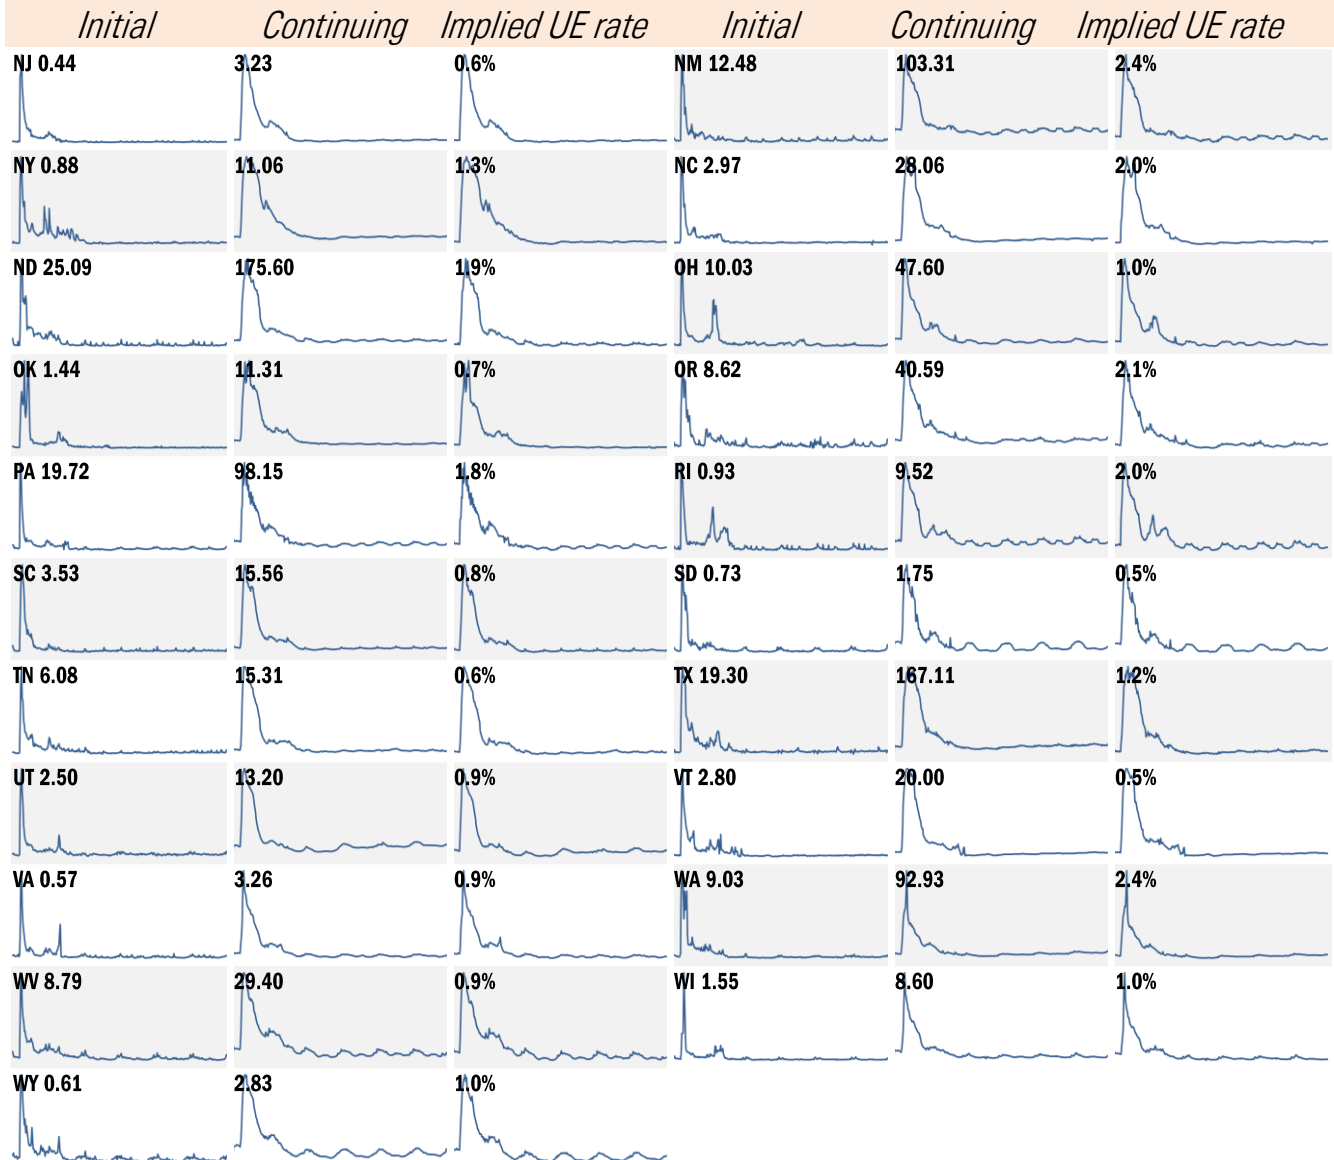 Initial Continuing Implied UE rate Initial Continuing Implied UE rate
NJ 0.44 3.23 0.6% NM 12.48 103.31 2.4%
NY 0.88 11.06 1.3% NC 2.97 28.06 2.0%
ND 25.09 175.60 1.9% OH 10.03 47.60 1.0%
OK 1.44 11.31 0.7% OR 8.62 40.59 2.1%
PA 19.72 98.15 1.8% RI 0.93 9.52 2.0%
SC 3.53 15.56 0.8% SD 0.73 1.75 0.5%
TN 6.08 15.31 0.6% TX 19.30 167.11 1.2%
UT 2.50 13.20 0.9% VT 2.80 20.00 0.5%
VA 0.57 3.26 0.9% WA 9.03 92.93 2.4%
WV 8.79 29.40 0.9% WI 1.55 8.60 1.0%
WY 0.61 2.83 1.0%